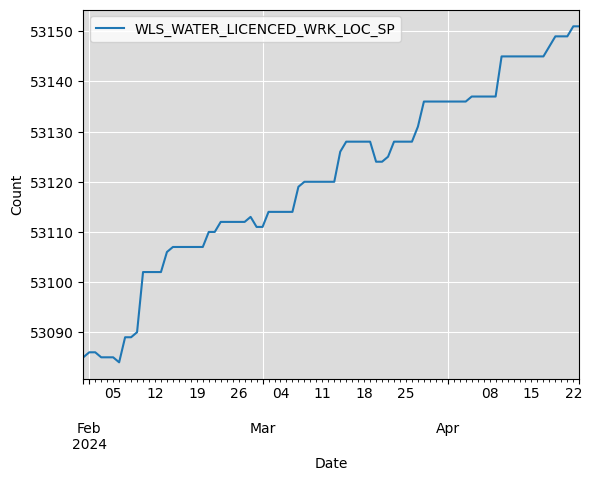 WLS_WATER_LICENCED_WRK_LOC_SP
53150
53140
53130
53120
53110
53100
53090
Count
05 12 19 26 04 11 18 25 08 15 22
Feb Mar Apr
2024
Date